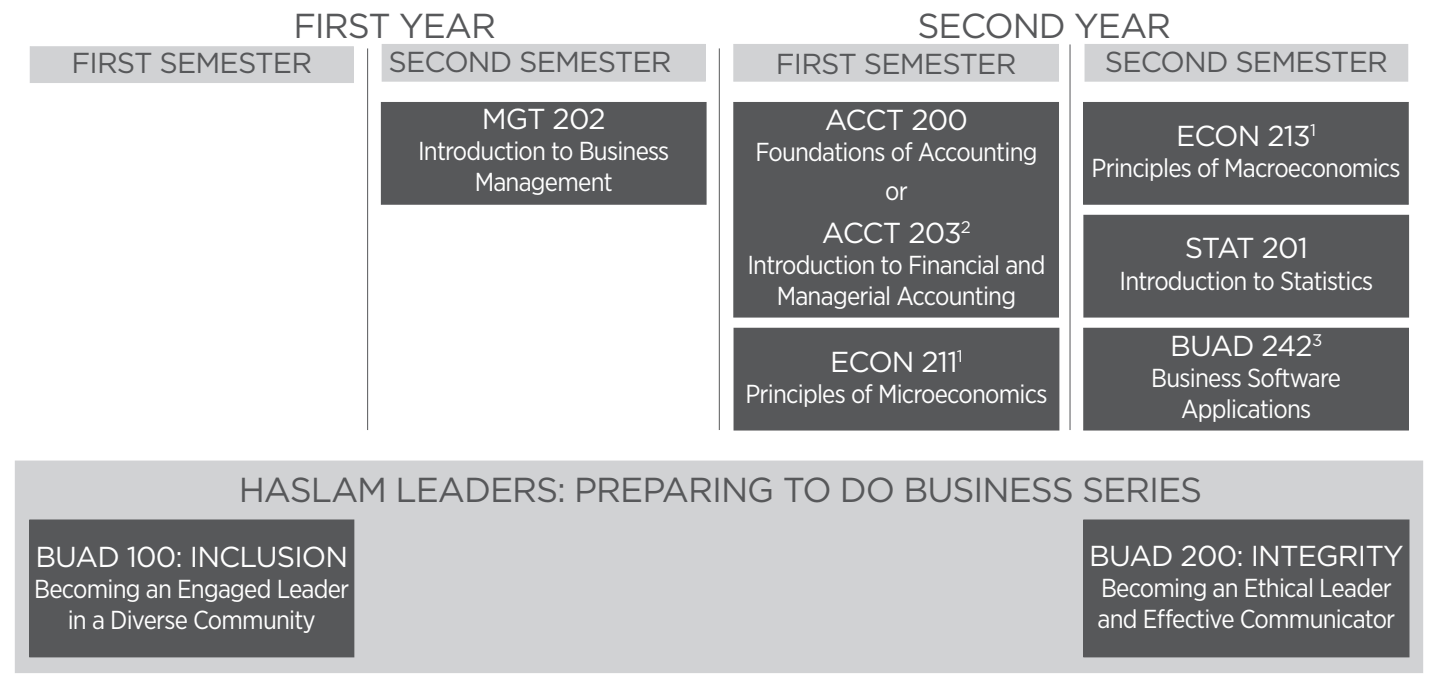 FIRST YEAR
SECOND YEAR
FIRST SEMESTER
SECOND SEMESTER
FIRST SEMESTER
SECOND SEMESTER
MGT 202
Introduction to Business
Management
ACCT 200
Foundations of Accounting
or
ACCT 203²
Introduction to Financial and
Managerial Accounting
ECON 211¹
Principles of Microeconomics
ECON 213¹
Principles of Macroeconomics
STAT 201
Introduction to Statistics
BUAD 242³
Business Software
Applications
HASLAM LEADERS: PREPARING TO DO BUSINESS SERIES
BUAD 100: INCLUSION
Becoming an Engaged Leader
in a Diverse Community
BUAD 200: INTEGRITY
Becoming an Ethical Leader
and Effective Communicator